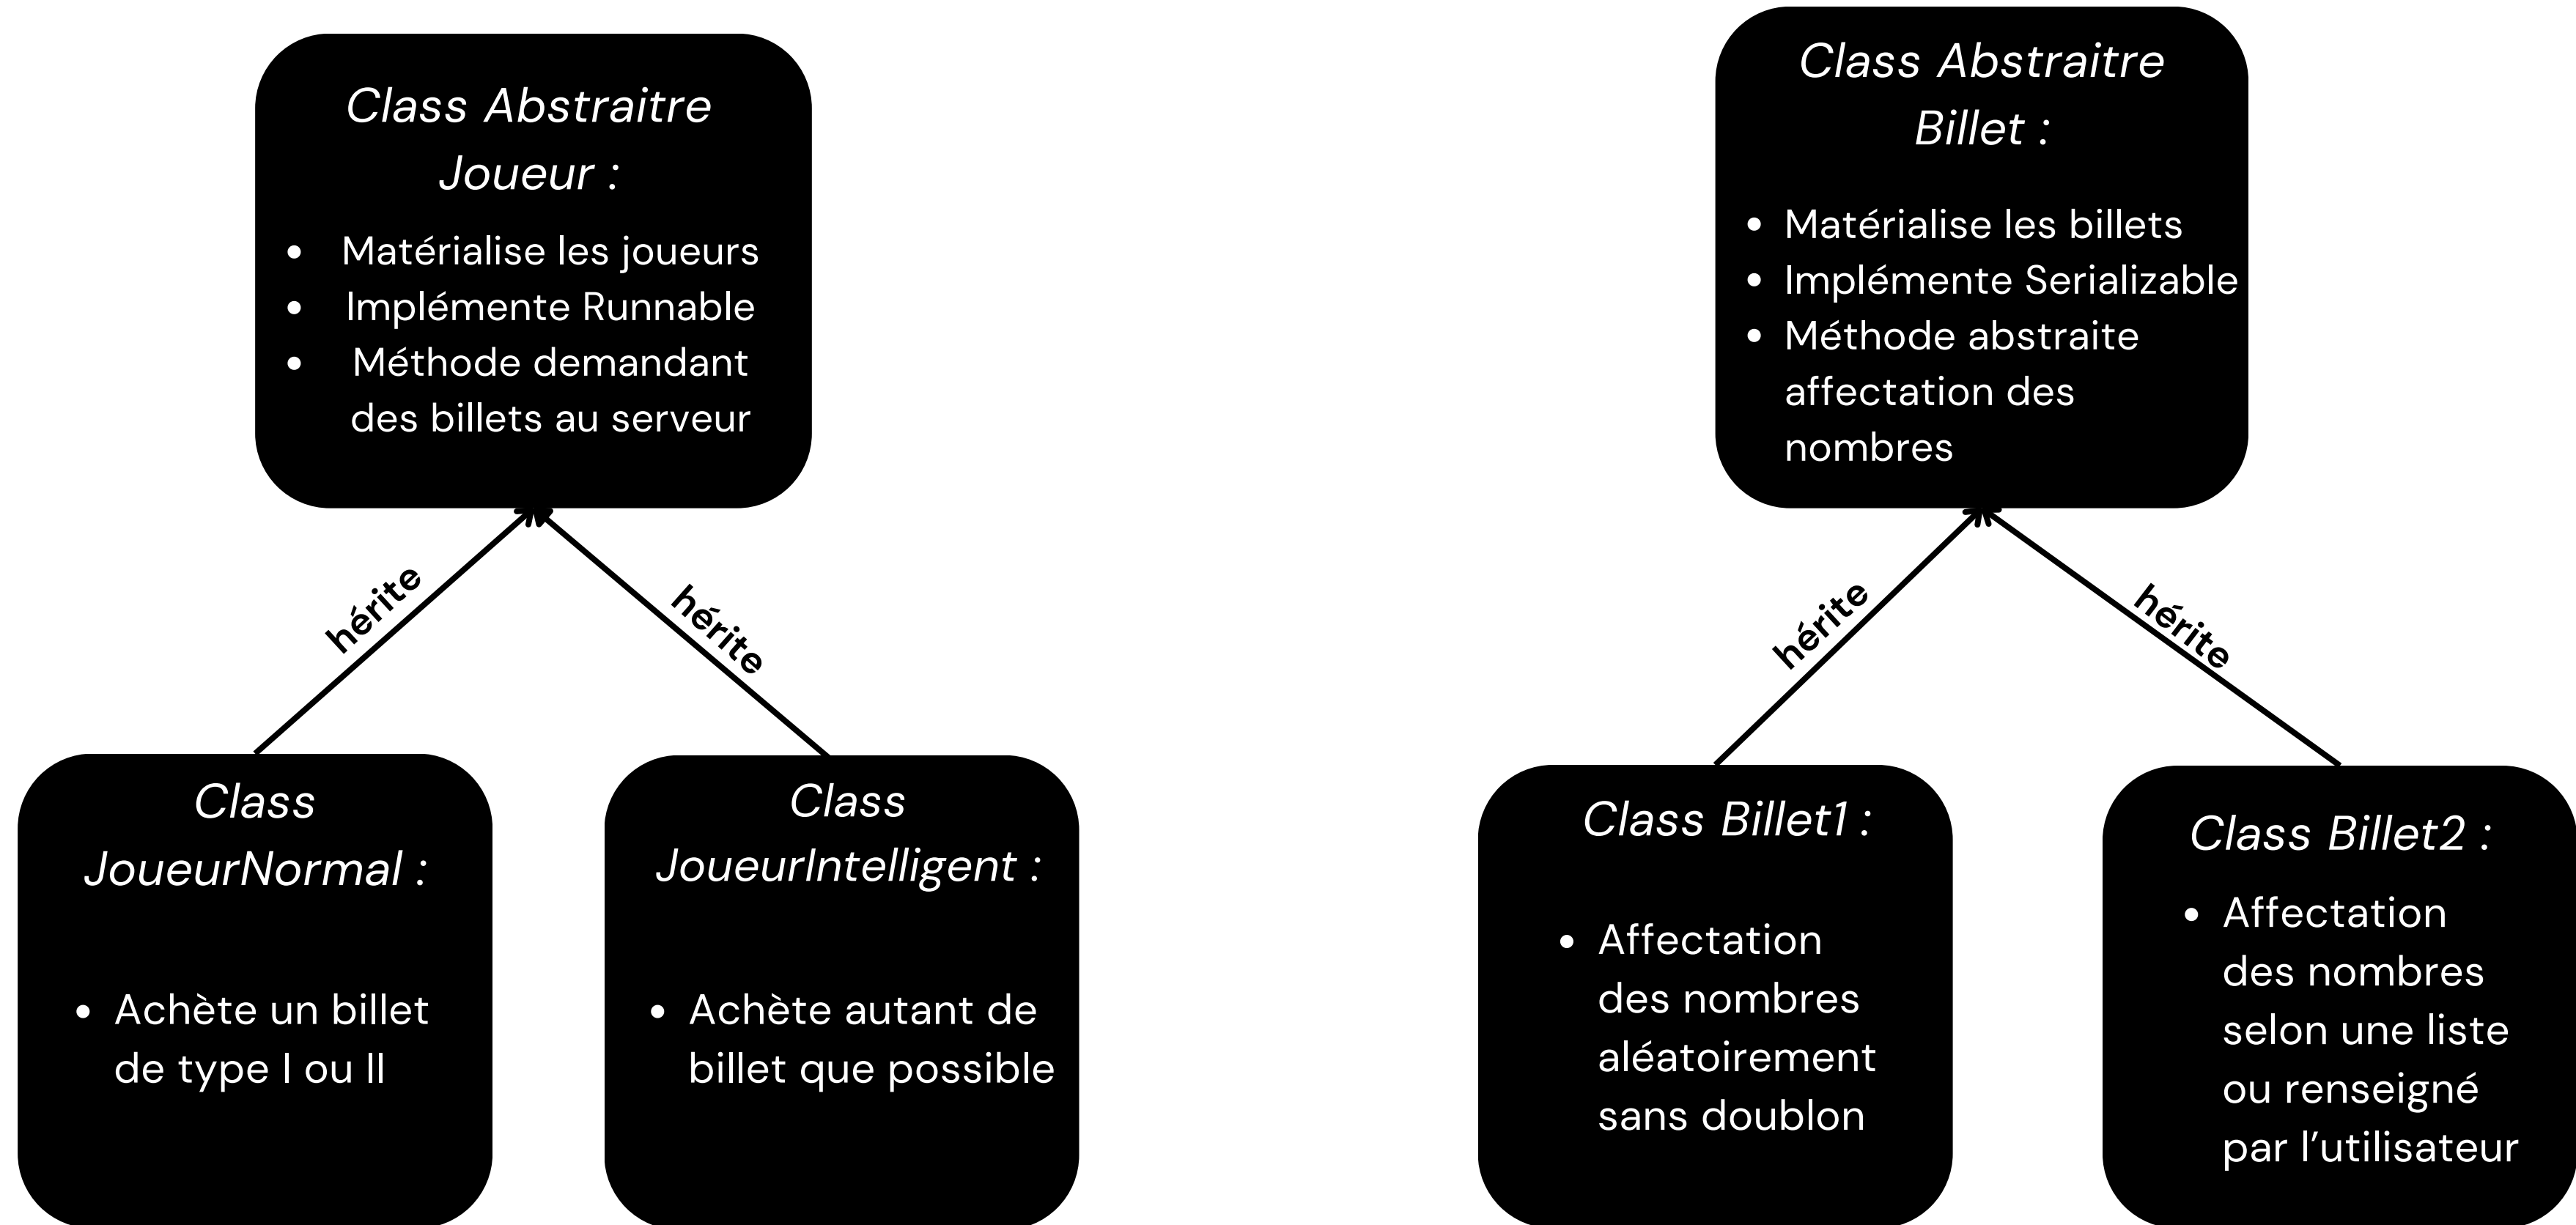 Class Abstraitre
Joueur :
• Matérialise les joueurs
• Implémente Runnable
• Méthode demandant
des billets au serveur
hérite
hérite
Class
JoueurNormal :
• Achète un billet
de type I ou II
Class
JoueurIntelligent :
• Achète autant de
billet que possible
Class Abstraitre
Billet :
• Matérialise les billets
• Implémente Serializable
• Méthode abstraite
affectation des
nombres
hérite
hérite
Class Billet1 :
• Affectation
des nombres
aléatoirement
sans doublon
Class Billet2 :
• Affectation
des nombres
selon une liste
ou renseigné
par l’utilisateur